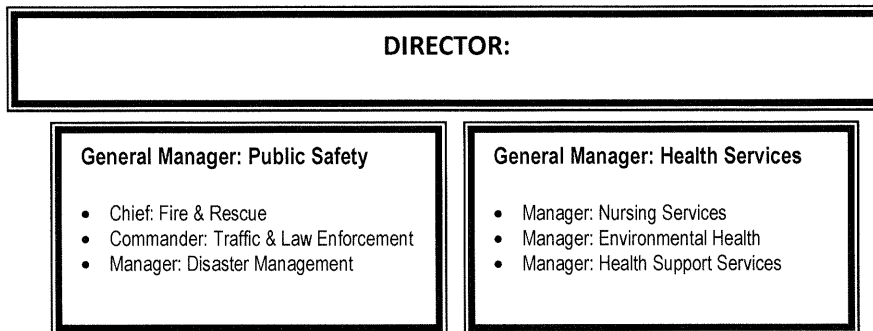 DIRECTOR:
General Manager: Public Safety
• Chief: Fire & Rescue
• Commander: Traffic & Law Enforcement
• Manager: Disaster Management
General Manager: Health Services
• Manager: Nursing Services
• Manager: Environmental Health
• Manager: Health Support Services